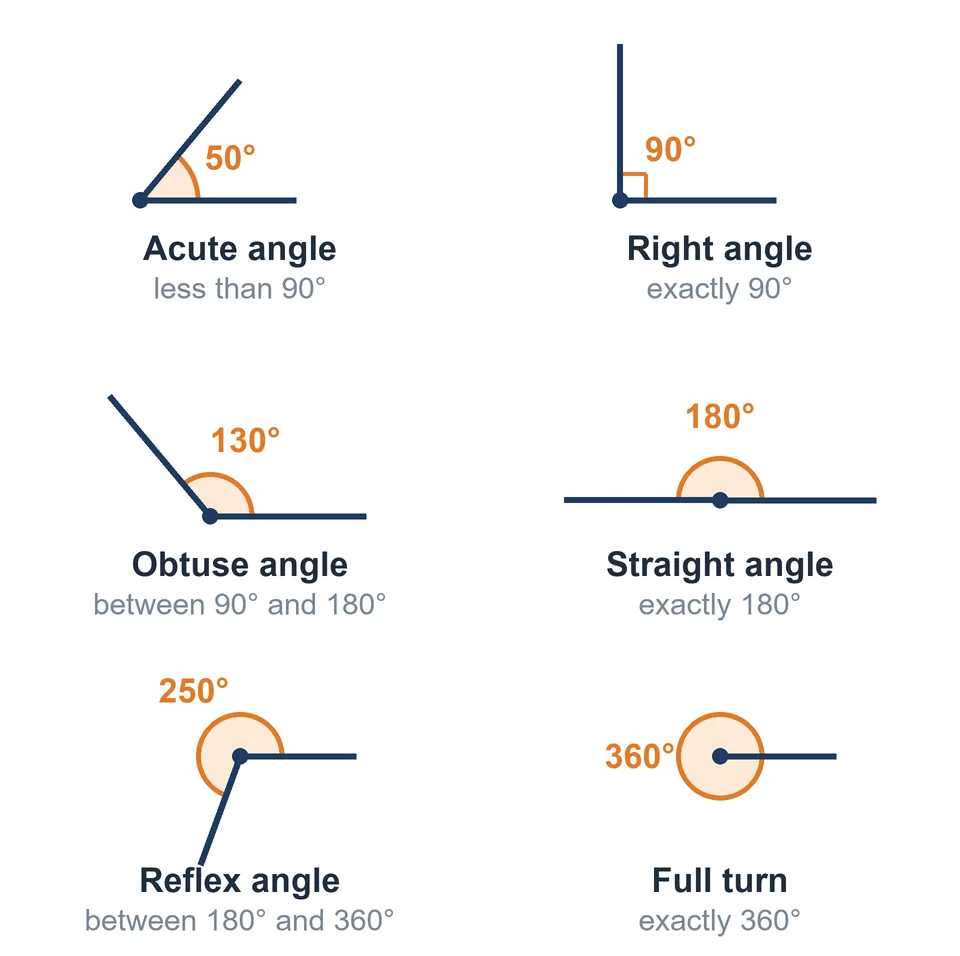 50°
Acute angle
less than 90°
90°
Right angle
exactly 90°
130°
Obtuse angle
between 90° and 180°
180°
Straight angle
exactly 180°
250°
Reflex angle
between 180° and 360°
360°
Full turn
exactly 360°